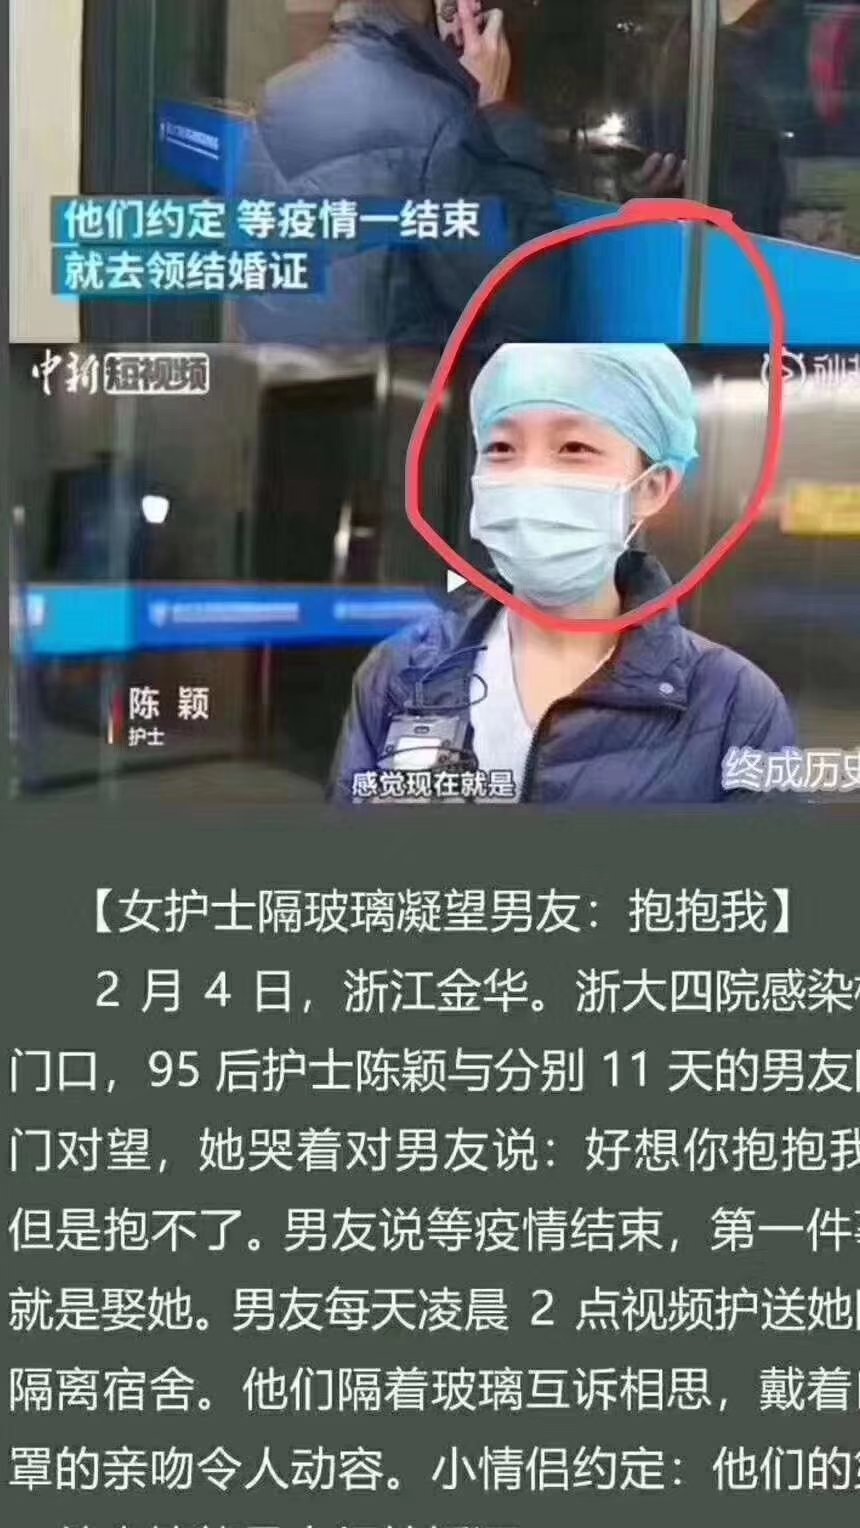 他们约定 等疫情一结束
就去领结婚证
中新短视频
陈 颖
护士
感觉现在就是
终成历史
【女护士隔玻璃凝望男友：抱抱我】
2 月 4 日，浙江金华。浙大四院感染
门口，95 后护士陈颖与分别 11 天的男友
门对望，她哭着对男友说：好想你抱抱我
但是抱不了。男友说等疫情结束，第一件
就是娶她。男友每天凌晨 2 点视频护送她
隔离宿舍。他们隔着玻璃互诉相思，戴着
罩的亲吻令人动容。小情侣约定：他们的